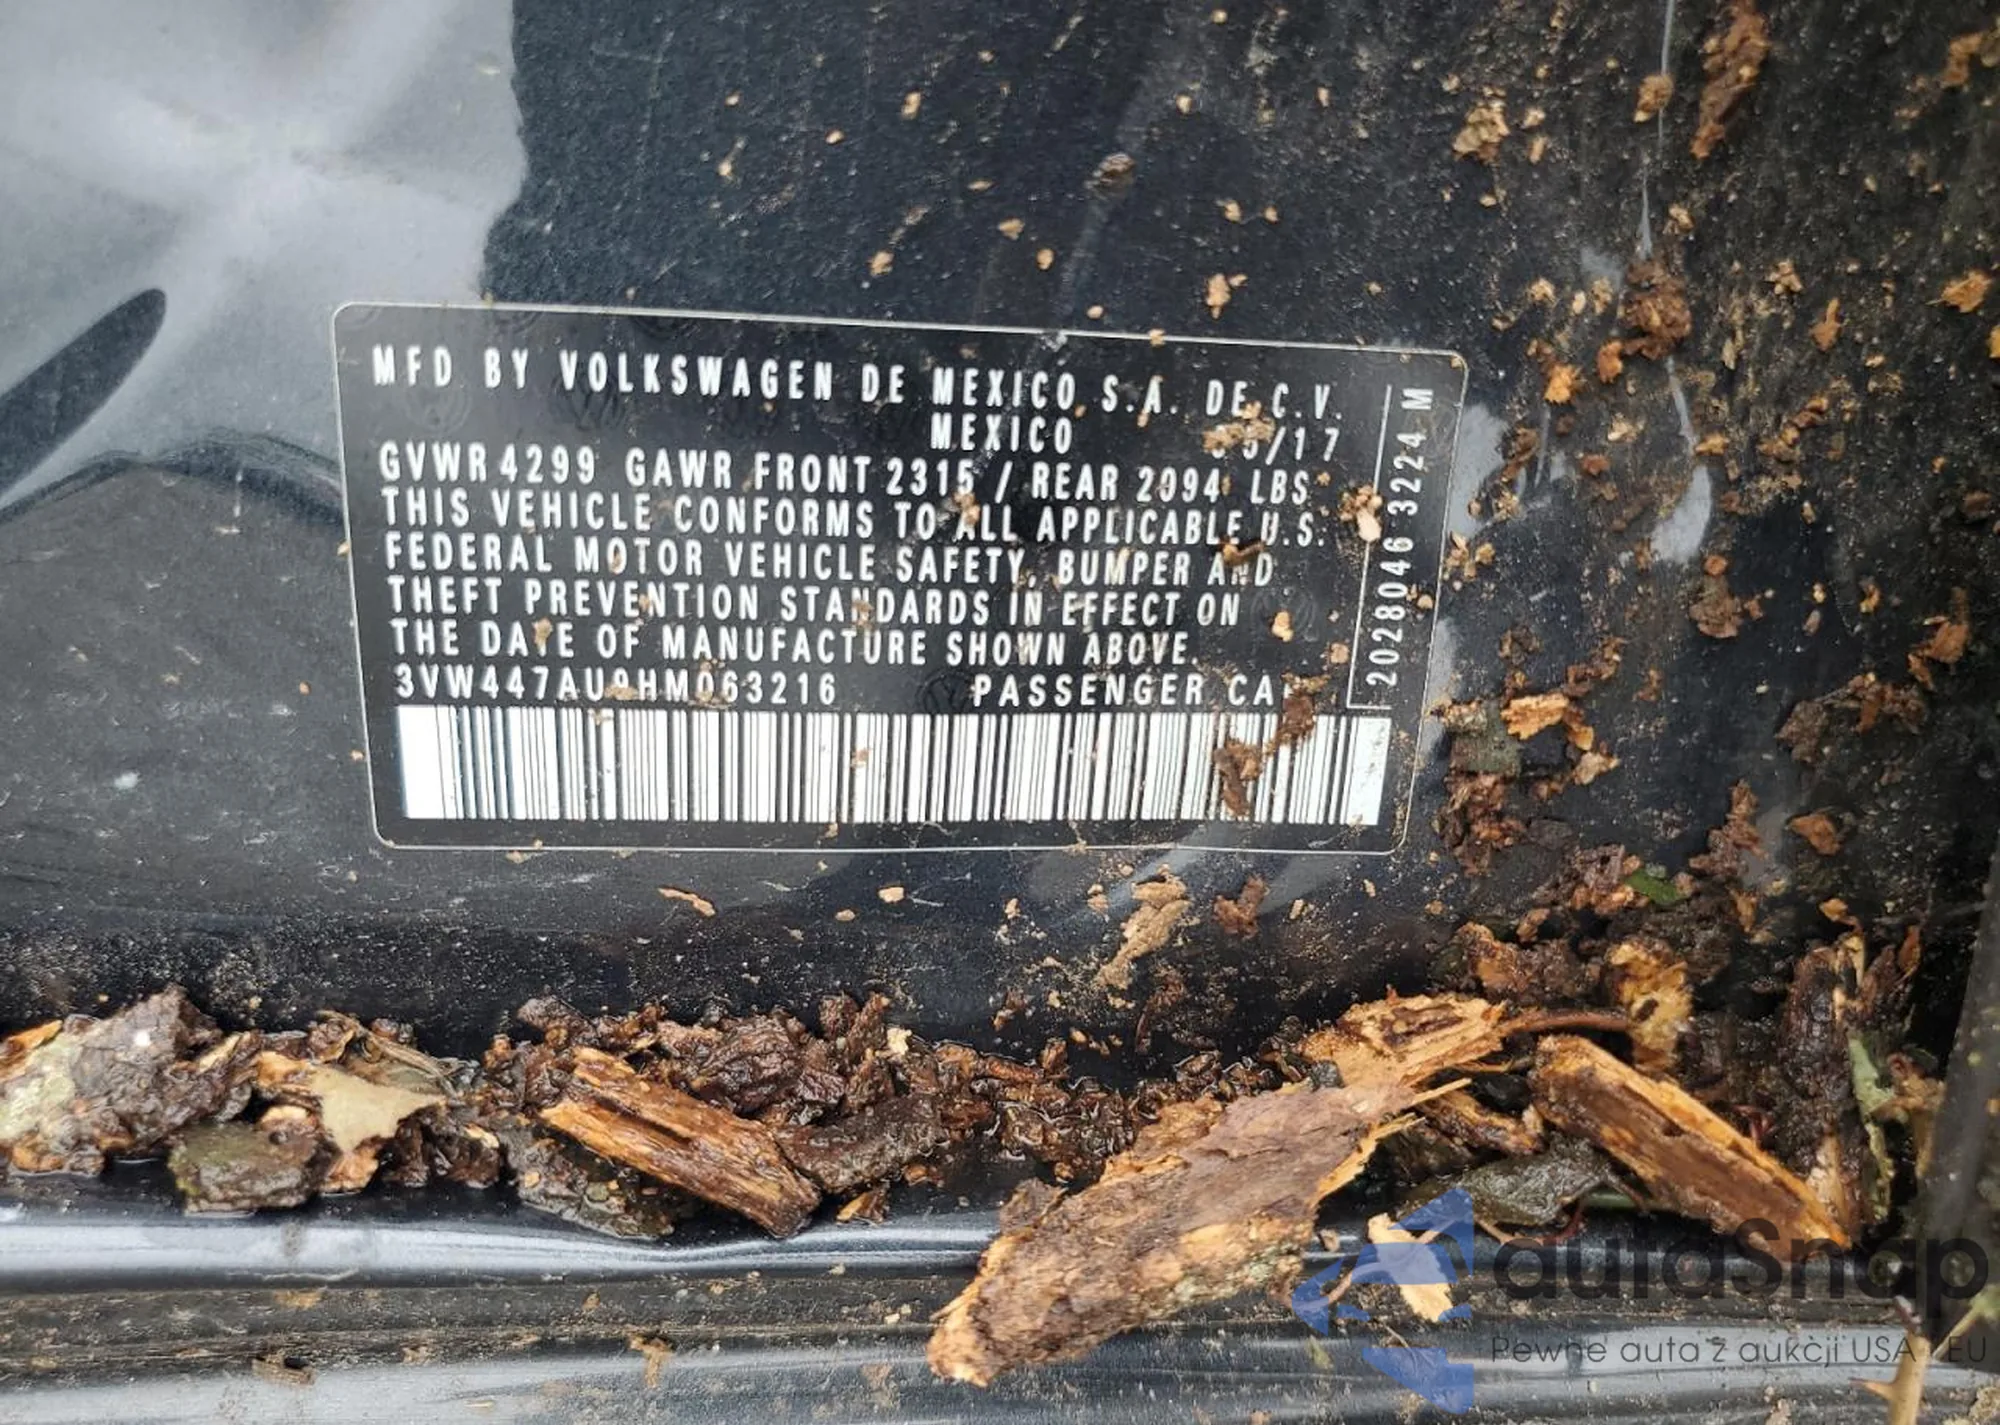 MFD BY VOLKSWAGEN DE MEXICO S.A. DE C.V.
MEXICO
GVWR 4299 GAWR FRONT 2315 / REAR 2094 LBS
THIS VEHICLE CONFORMS TO ALL APPLICABLE U.S.
FEDERAL MOTOR VEHICLE SAFETY, BUMPER AND
THEFT PREVENTION STANDARDS IN EFFECT ON
THE DATE OF MANUFACTURE SHOWN ABOVE.
PASSENGER CAR
2028046 3224 M
autoSnap
Pewne auta z aukcji USA i EU